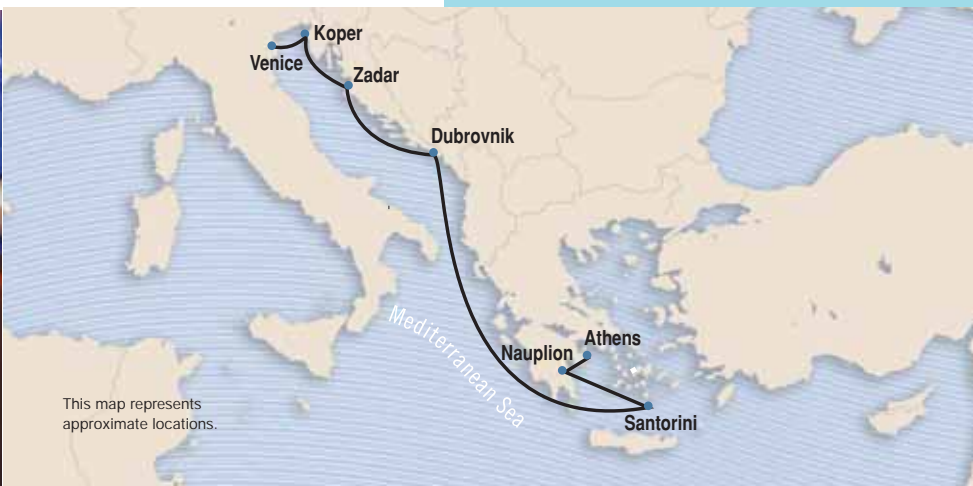 Koper
Venice
Zadar
Dubrovnik
Mediterranean Sea
Athens
Nauplion
Santorini
This map represents
approximate locations.